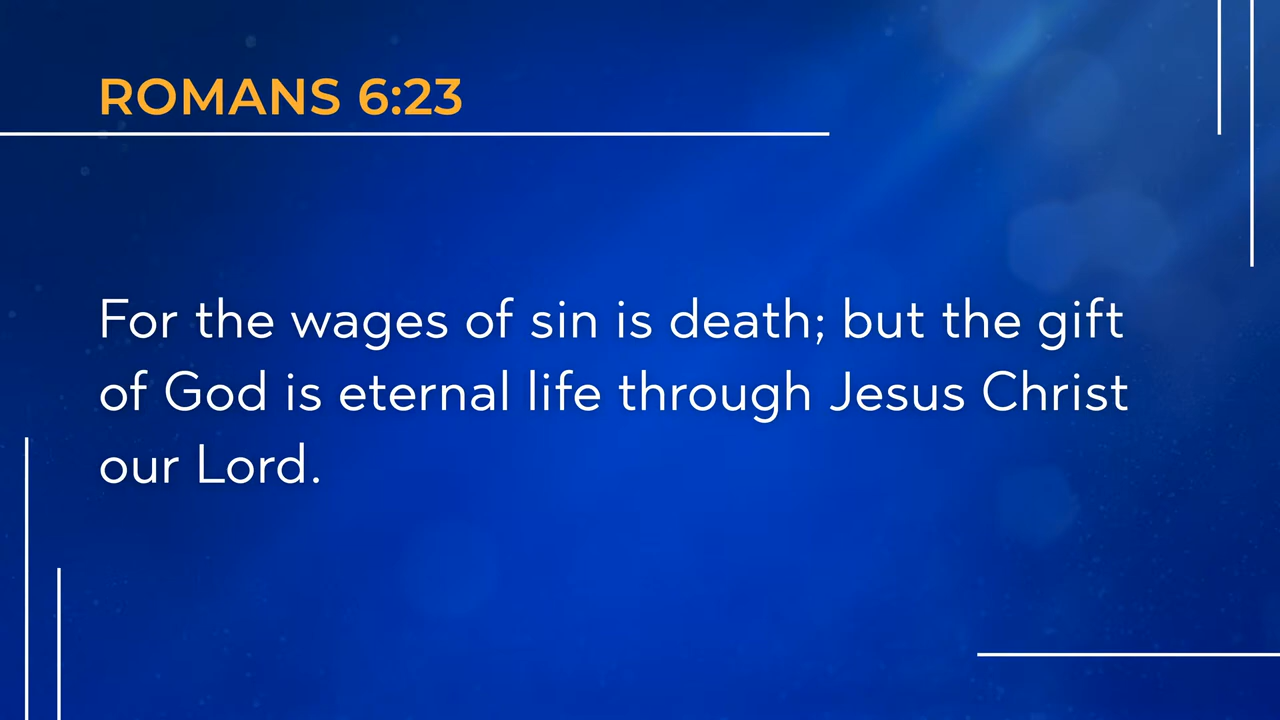 ROMANS 6:23
For the wages of sin is death; but the gift
of God is eternal life through Jesus Christ
our Lord.